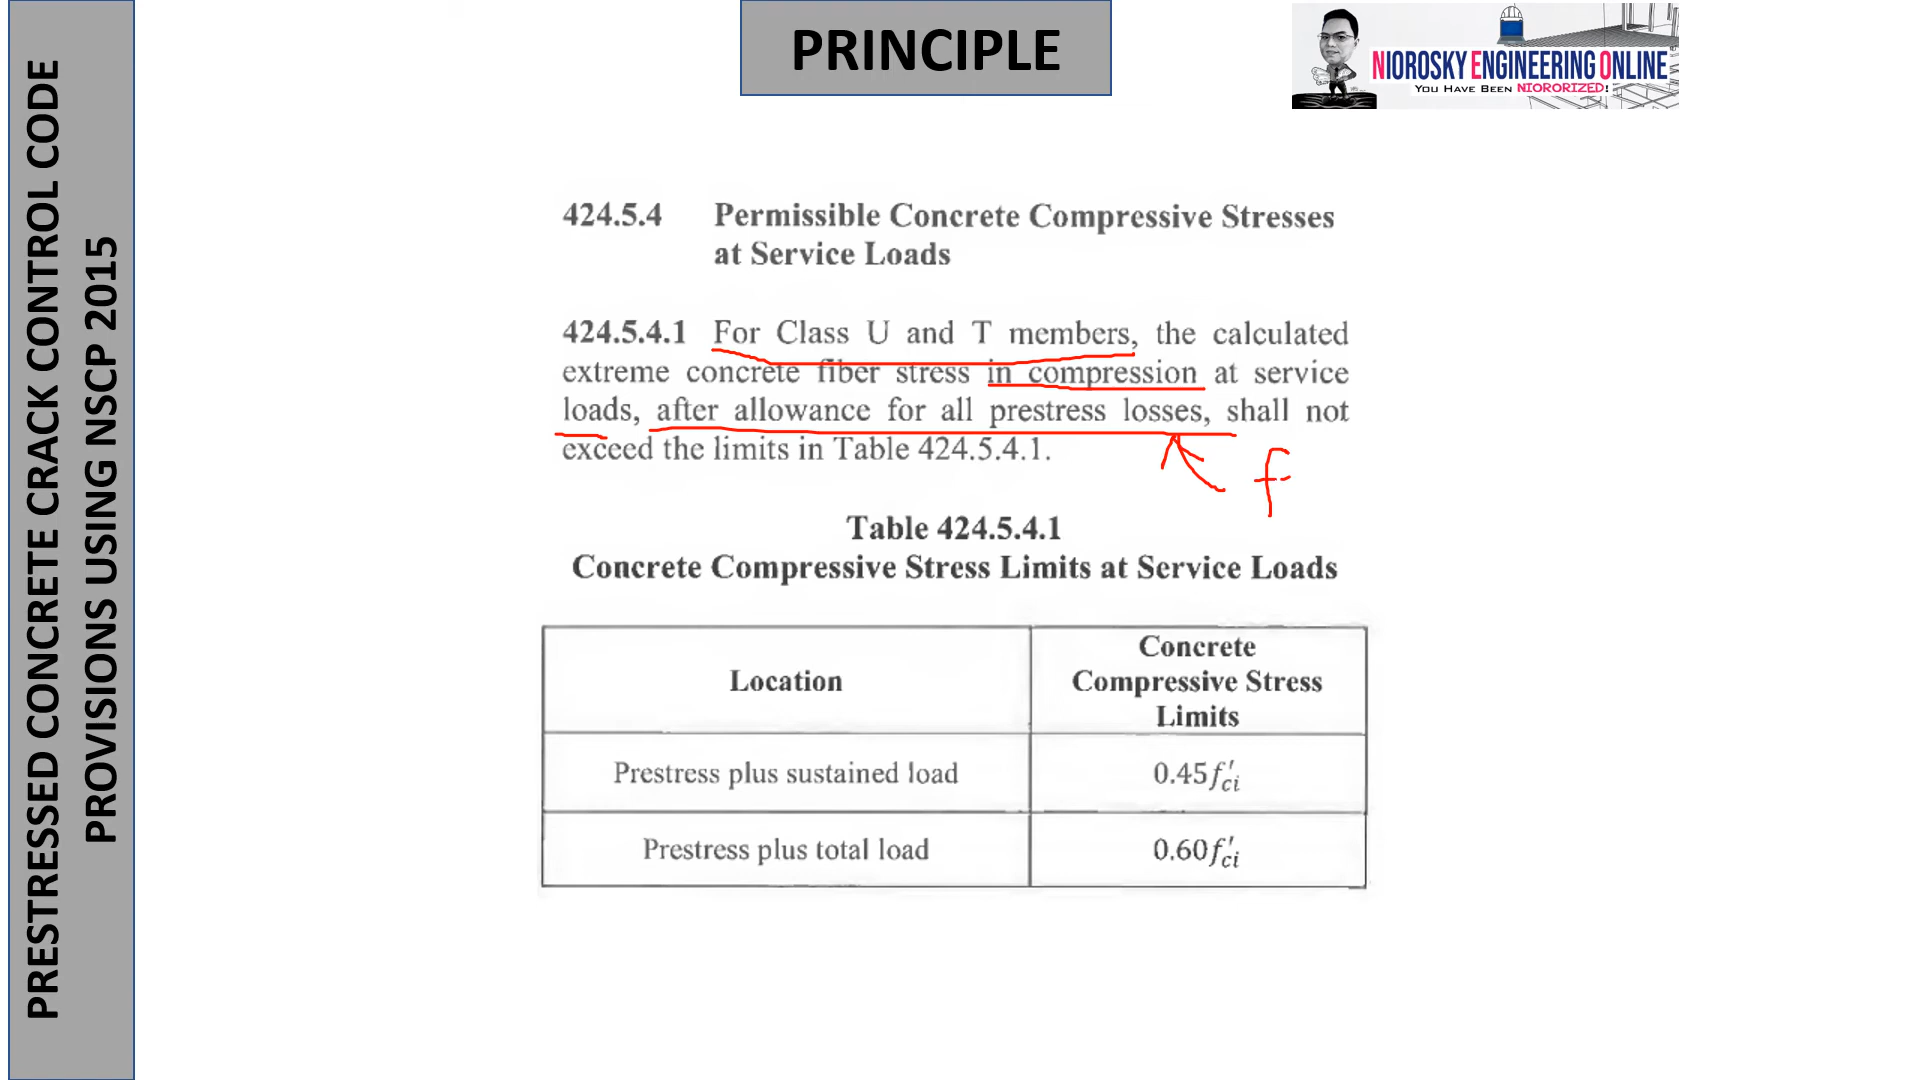 PRESTRESSED CONCRETE CRACK CONTROL CODE
PROVISIONS USING NSCP 2015
PRINCIPLE
NIOROSKY ENGINEERING ONLINE
YOU HAVE BEEN NIORORIZED!
424.5.4 Permissible Concrete Compressive Stresses
at Service Loads
424.5.4.1 For Class U and T members, the calculated
extreme concrete fiber stress in compression at service
loads, after allowance for all prestress losses, shall not
exceed the limits in Table 424.5.4.1.
f
Table 424.5.4.1
Concrete Compressive Stress Limits at Service Loads
Location
Concrete
Compressive Stress
Limits
Prestress plus sustained load 0.45f′ci
Prestress plus total load 0.60f′ci